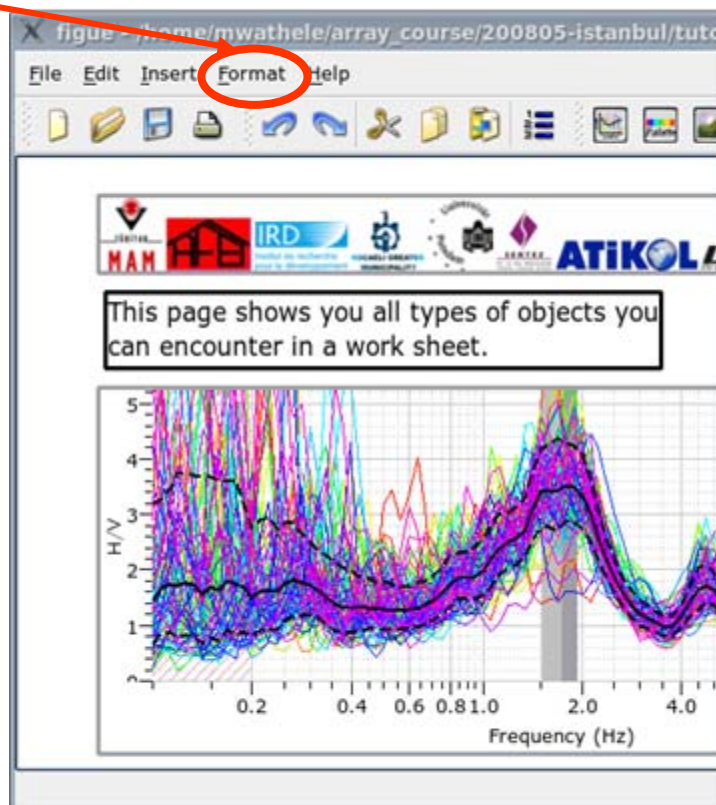 figue - /home/mwathele/array_course/200805-istanbul/tuto
File Edit Insert Format Help
Palette
MAM
IRD
ATiKOL
This page shows you all types of objects you
can encounter in a work sheet.
5
4
3
2
1
0
H/V
0.2 0.4 0.6 0.8 1.0 2.0 4.0
Frequency (Hz)